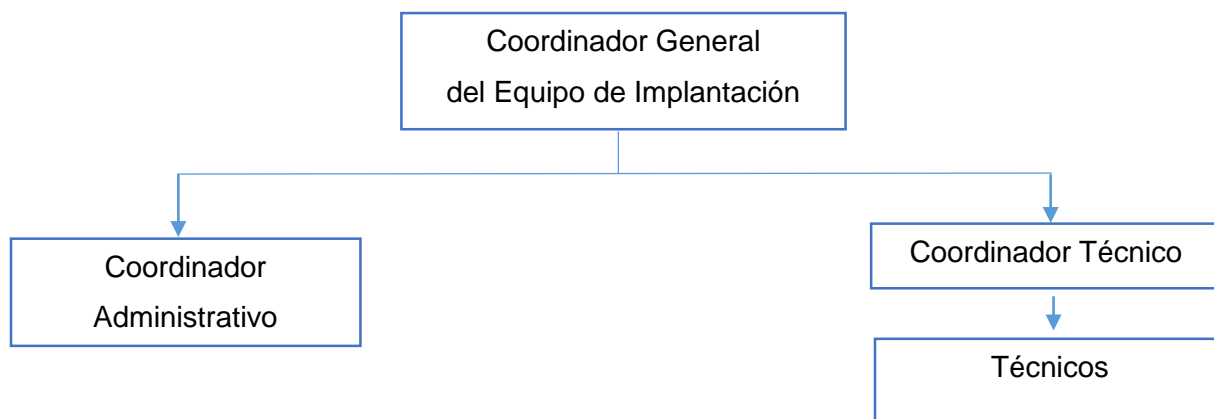 Coordinador General
del Equipo de Implantación
Coordinador
Administrativo
Coordinador Técnico
Técnicos